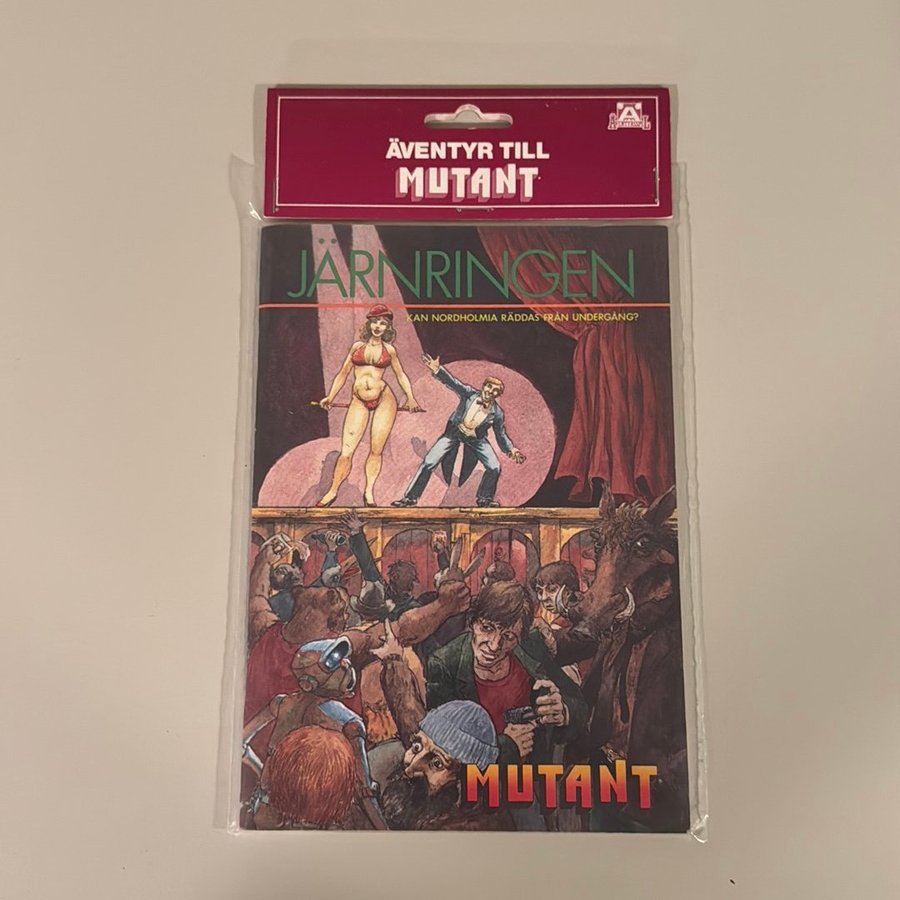 ÄVENTYR TILL
MUTANT
JÄRNRINGEN
KAN NORDHOLMIA RÄDDAS FRÅN UNDERGÅNG?
MUTANT